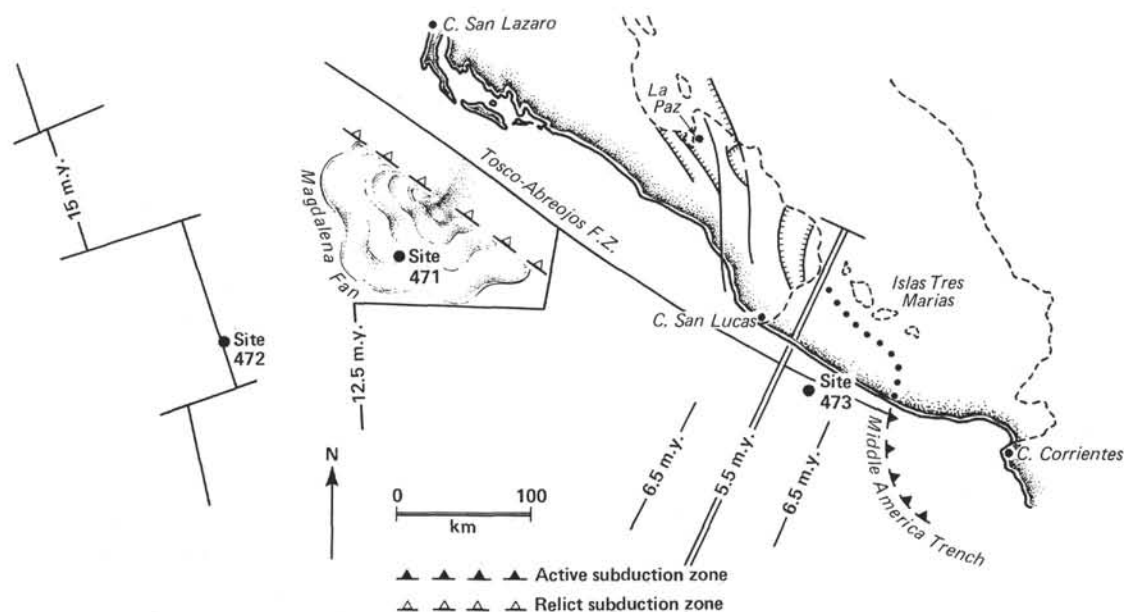 C. San Lazaro
La
Paz
15 m.y.
Tosco-Abreojos F.Z.
Magdalena Fan
Site
471
Islas Tres
Marias
C. San Lucas
Site
472
12.5 m.y.
Site
473
6.5 m.y.
5.5 m.y.
6.5 m.y.
Middle America Trench
C. Corrientes
N
0 100
km
Active subduction zone
Relict subduction zone